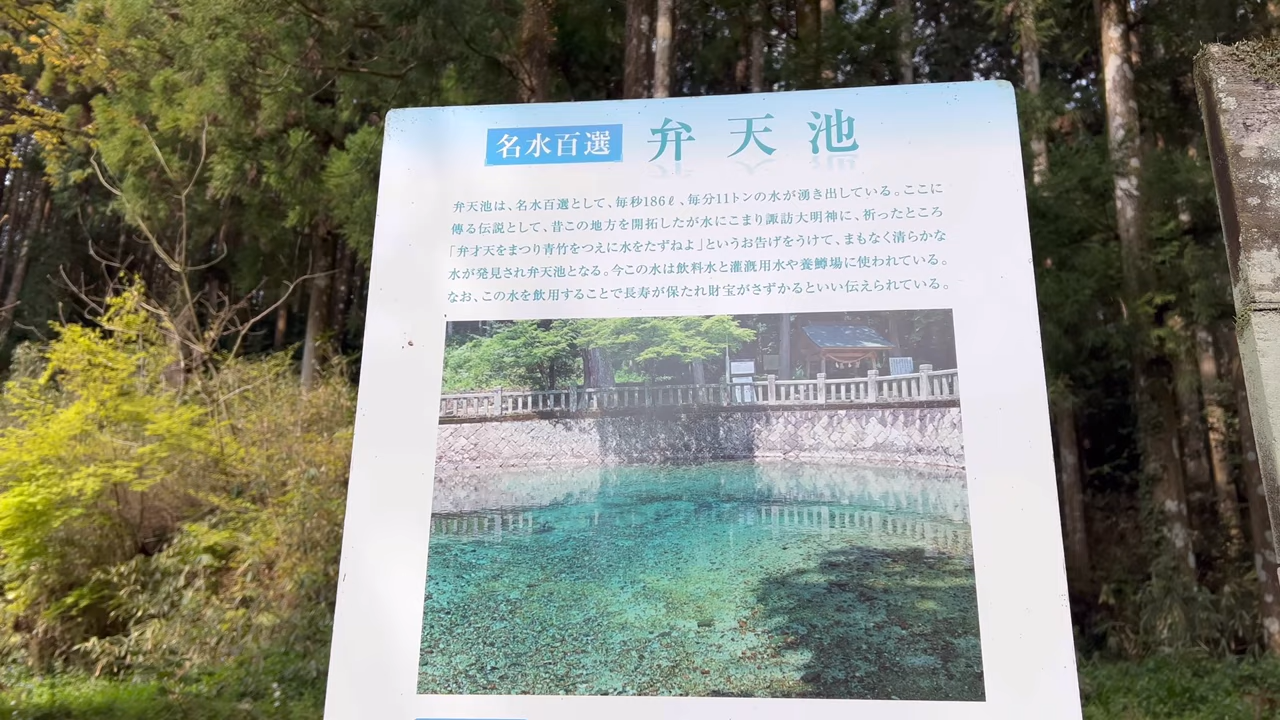 名水百選 弁天池
弁天池は、名水百選として、毎秒186ℓ、毎分11トンの水が湧き出している。ここに
傳る伝説として、昔この地方を開拓したが水にこまり諏訪大明神に、祈ったところ
「弁才天をまつり青竹をつえに水をたずねよ」というお告げをうけて、まもなく清らかな
水が発見され弁天池となる。今この水は飲料水と灌漑用水や養鱒場に使われている。
なお、この水を飲用することで長寿が保たれ財宝がさずかるといい伝えられている。